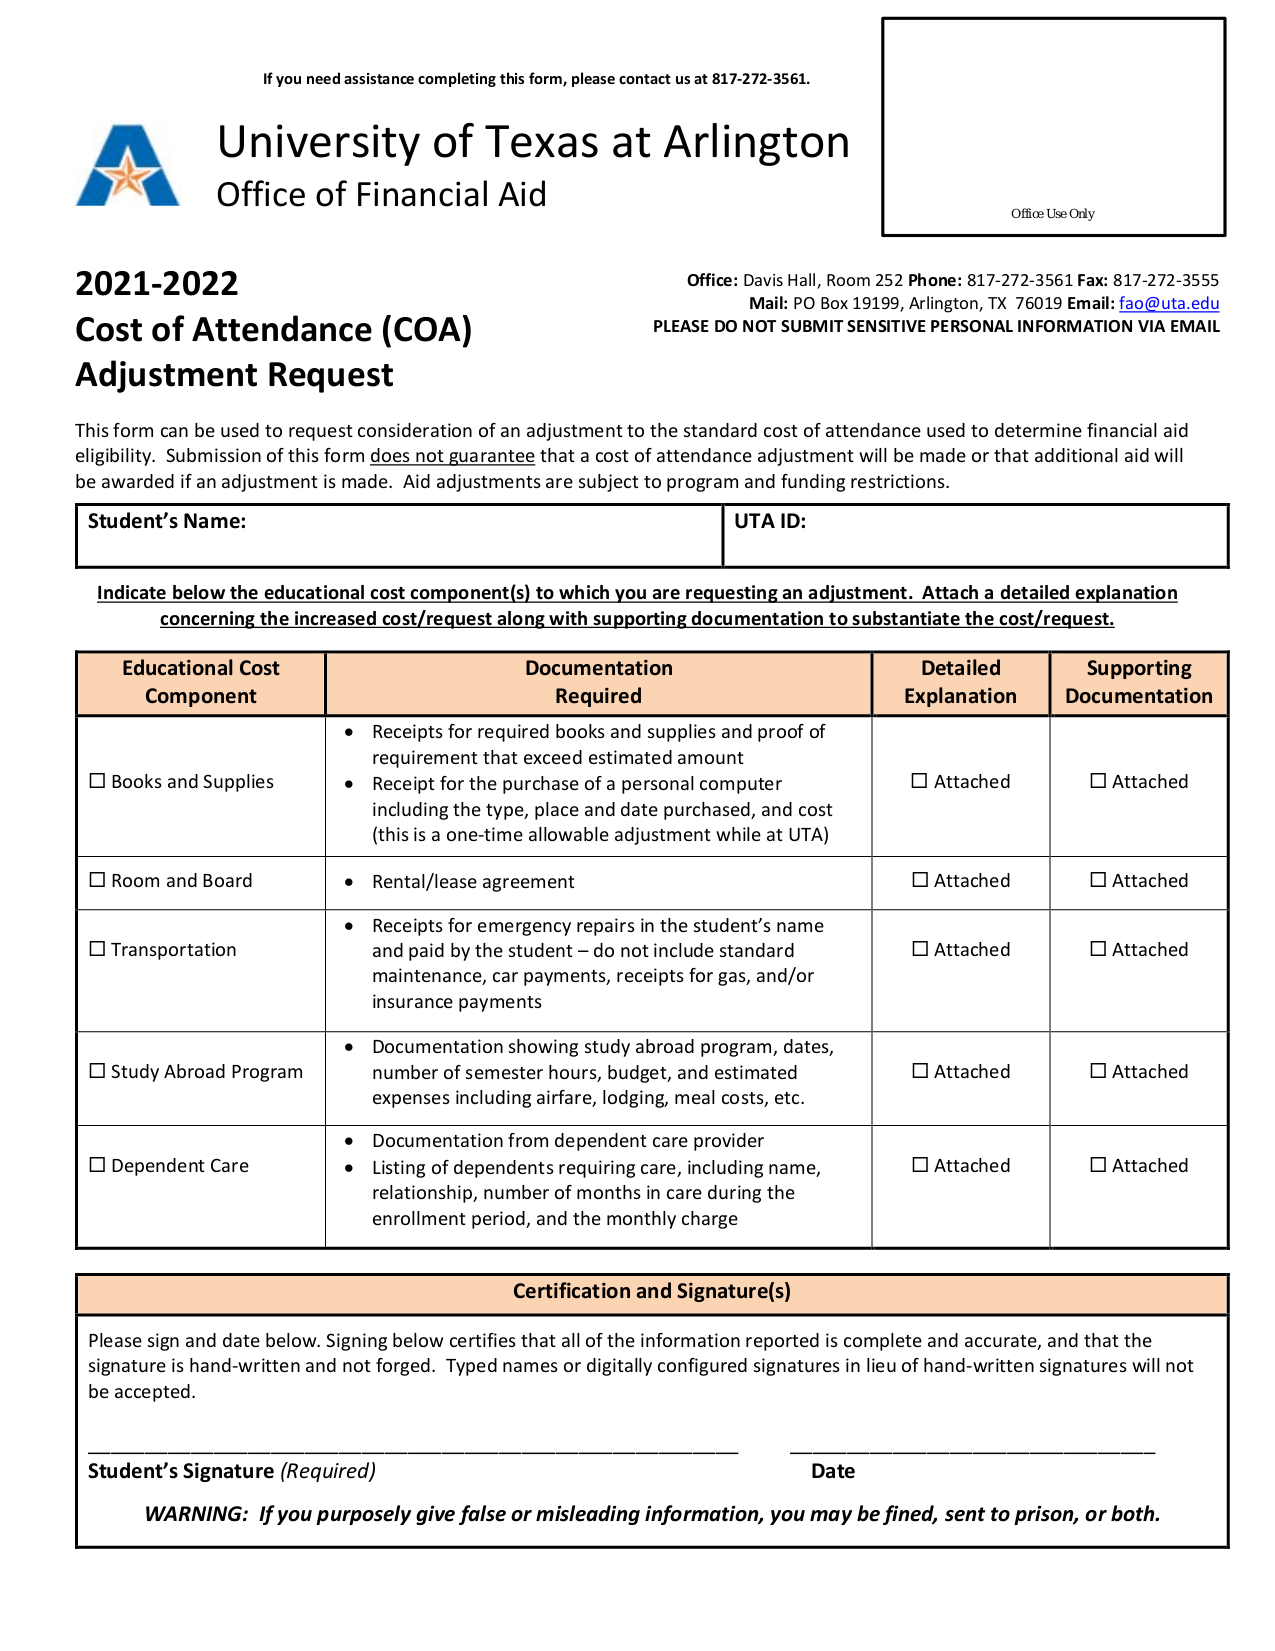 If you need assistance completing this form, please contact us at 817-272-3561.
University of Texas at Arlington
Office of Financial Aid
Office Use Only
2021-2022
Cost of Attendance (COA)
Adjustment Request
Office: Davis Hall, Room 252 Phone: 817-272-3561 Fax: 817-272-3555
Mail: PO Box 19199, Arlington, TX  76019 Email: fao@uta.edu
PLEASE DO NOT SUBMIT SENSITIVE PERSONAL INFORMATION VIA EMAIL
This form can be used to request consideration of an adjustment to the standard cost of attendance used to determine financial aid
eligibility.  Submission of this form does not guarantee that a cost of attendance adjustment will be made or that additional aid will
be awarded if an adjustment is made.  Aid adjustments are subject to program and funding restrictions.
Student’s Name:
UTA ID:
Indicate below the educational cost component(s) to which you are requesting an adjustment.  Attach a detailed explanation
concerning the increased cost/request along with supporting documentation to substantiate the cost/request.
Educational Cost
Component
Documentation
Required
Detailed
Explanation
Supporting
Documentation
☐ Books and Supplies
• Receipts for required books and supplies and proof of
requirement that exceed estimated amount
• Receipt for the purchase of a personal computer
including the type, place and date purchased, and cost
(this is a one-time allowable adjustment while at UTA)
☐ Attached
☐ Attached
☐ Room and Board
• Rental/lease agreement
☐ Attached
☐ Attached
☐ Transportation
• Receipts for emergency repairs in the student’s name
and paid by the student – do not include standard
maintenance, car payments, receipts for gas, and/or
insurance payments
☐ Attached
☐ Attached
☐ Study Abroad Program
• Documentation showing study abroad program, dates,
number of semester hours, budget, and estimated
expenses including airfare, lodging, meal costs, etc.
☐ Attached
☐ Attached
☐ Dependent Care
• Documentation from dependent care provider
• Listing of dependents requiring care, including name,
relationship, number of months in care during the
enrollment period, and the monthly charge
☐ Attached
☐ Attached
Certification and Signature(s)
Please sign and date below. Signing below certifies that all of the information reported is complete and accurate, and that the
signature is hand-written and not forged.  Typed names or digitally configured signatures in lieu of hand-written signatures will not
be accepted.
Student’s Signature (Required)
Date
WARNING:  If you purposely give false or misleading information, you may be fined, sent to prison, or both.